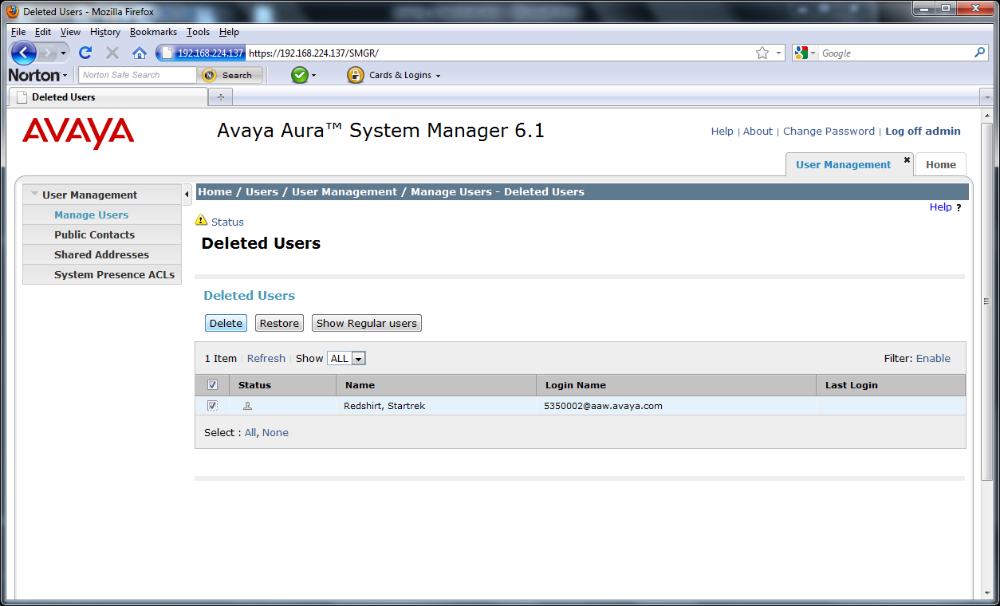 Deleted Users - Mozilla Firefox
File Edit View History Bookmarks Tools Help
192.168.224.137 https://192.168.224.137/SMGR/ Google
Norton Norton Safe Search Search Cards & Logins
Deleted Users
AVAYA Avaya Aura™ System Manager 6.1 Help | About | Change Password | Log off admin
User Management Home
User Management
Manage Users
Public Contacts
Shared Addresses
System Presence ACLs
Home / Users / User Management / Manage Users - Deleted Users
Help ?
Status
Deleted Users
Deleted Users
Delete Restore Show Regular users
1 Item | Refresh | Show ALL Filter: Enable
Status Name Login Name Last Login
Redshirt, Startrek 5350002@aaw.avaya.com
Select : All, None